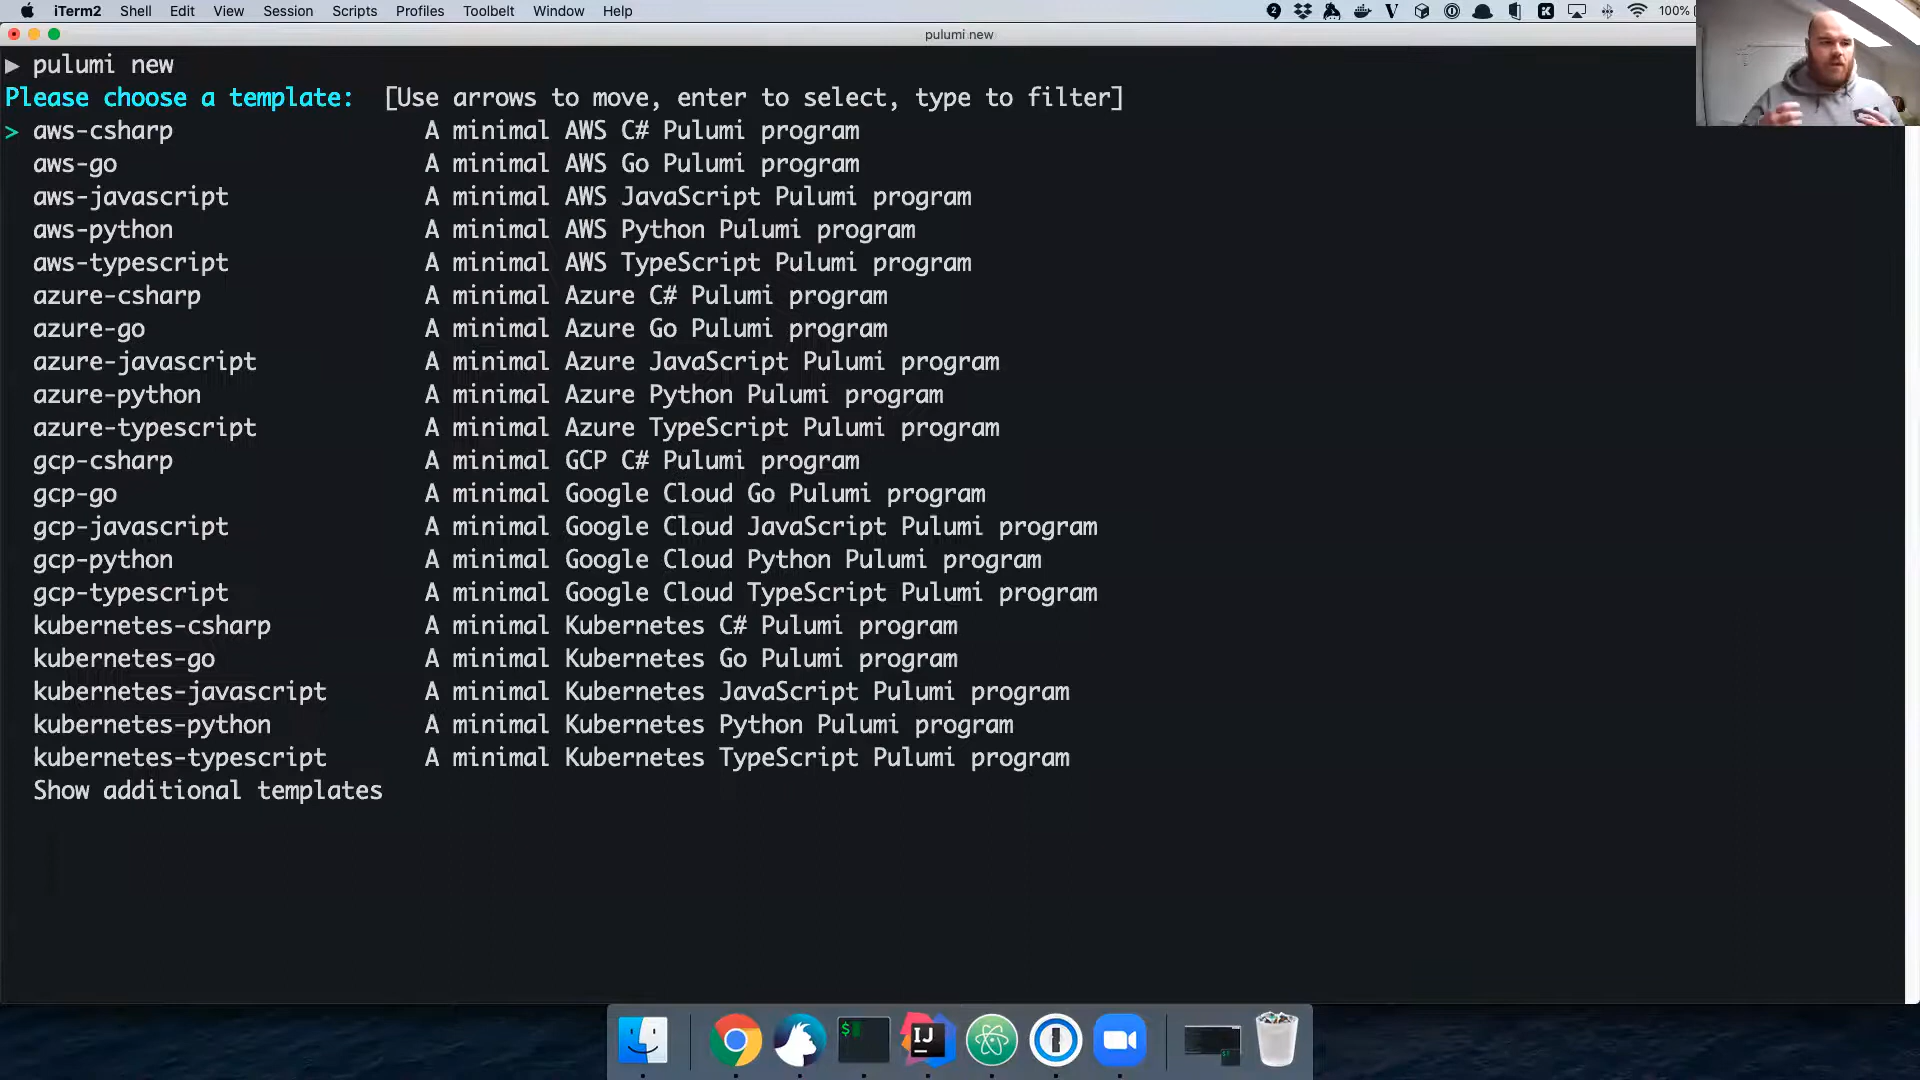 iTerm2 Shell Edit View Session Scripts Profiles Toolbelt Window Help 100%
pulumi new
▶ pulumi new
Please choose a template: [Use arrows to move, enter to select, type to filter]
> aws-csharp A minimal AWS C# Pulumi program
aws-go A minimal AWS Go Pulumi program
aws-javascript A minimal AWS JavaScript Pulumi program
aws-python A minimal AWS Python Pulumi program
aws-typescript A minimal AWS TypeScript Pulumi program
azure-csharp A minimal Azure C# Pulumi program
azure-go A minimal Azure Go Pulumi program
azure-javascript A minimal Azure JavaScript Pulumi program
azure-python A minimal Azure Python Pulumi program
azure-typescript A minimal Azure TypeScript Pulumi program
gcp-csharp A minimal GCP C# Pulumi program
gcp-go A minimal Google Cloud Go Pulumi program
gcp-javascript A minimal Google Cloud JavaScript Pulumi program
gcp-python A minimal Google Cloud Python Pulumi program
gcp-typescript A minimal Google Cloud TypeScript Pulumi program
kubernetes-csharp A minimal Kubernetes C# Pulumi program
kubernetes-go A minimal Kubernetes Go Pulumi program
kubernetes-javascript A minimal Kubernetes JavaScript Pulumi program
kubernetes-python A minimal Kubernetes Python Pulumi program
kubernetes-typescript A minimal Kubernetes TypeScript Pulumi program
Show additional templates
$
IJ